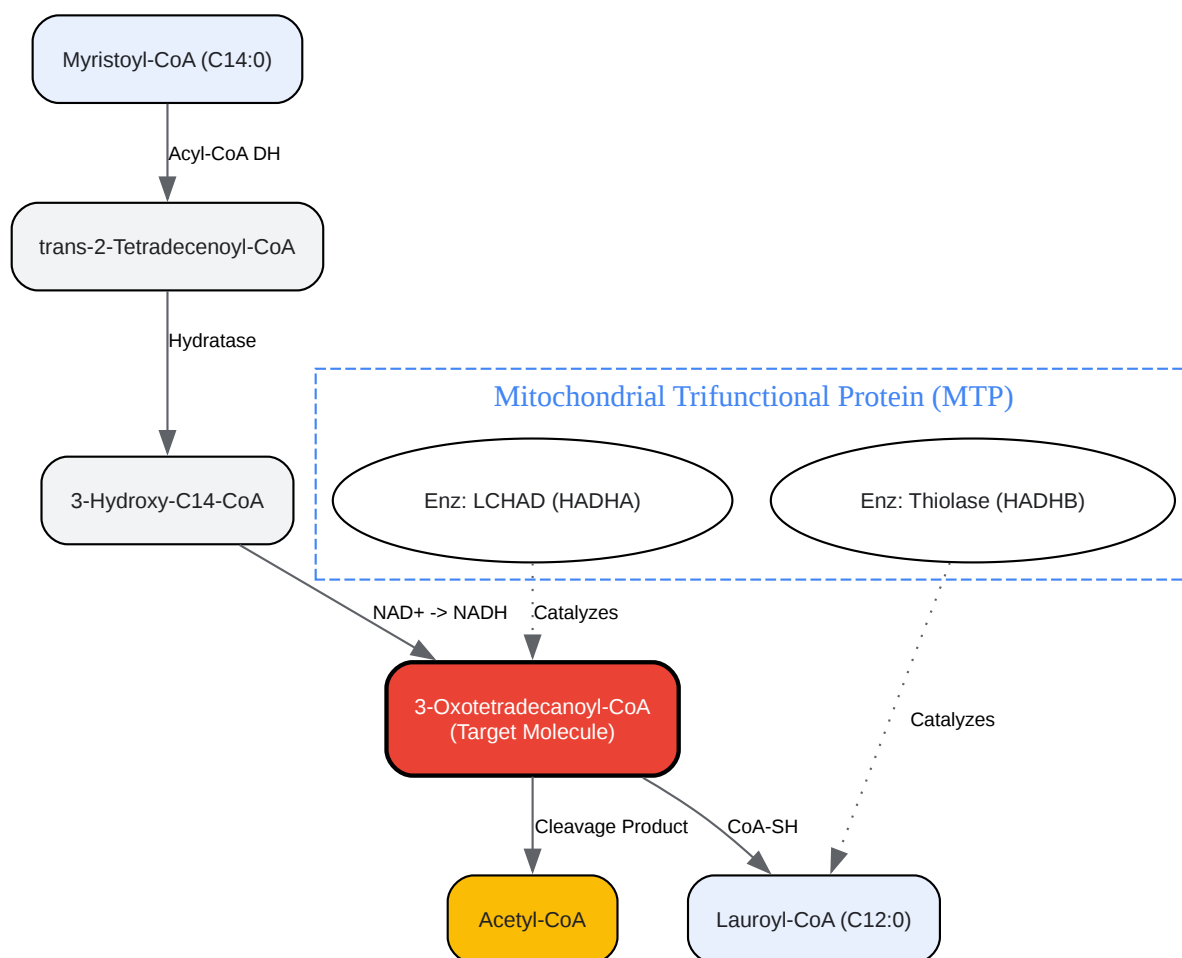 Myristoyl-CoA (C14:0)
Acyl-CoA DH
trans-2-Tetradecenoyl-CoA
Hydratase
Mitochondrial Trifunctional Protein (MTP)
3-Hydroxy-C14-CoA
Enz: LCHAD (HADHA)
Enz: Thiolase (HADHB)
NAD+ -> NADH
Catalyzes
3-Oxotetradecanoyl-CoA
(Target Molecule)
Catalyzes
Cleavage Product
CoA-SH
Acetyl-CoA
Lauroyl-CoA (C12:0)